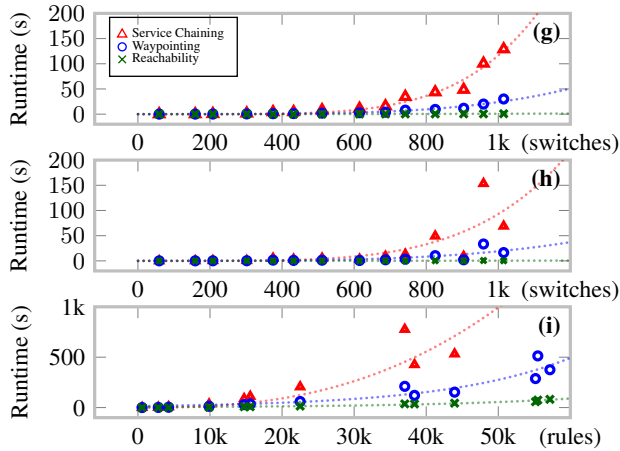 200
150
100
50
0
Runtime (s)
Service Chaining
Waypointing
Reachability
(g)
0 200 400 600 800 1k (switches)
200
150
100
50
0
Runtime (s)
(h)
0 200 400 600 800 1k (switches)
1k
500
0
Runtime (s)
(i)
0 10k 20k 30k 40k 50k (rules)